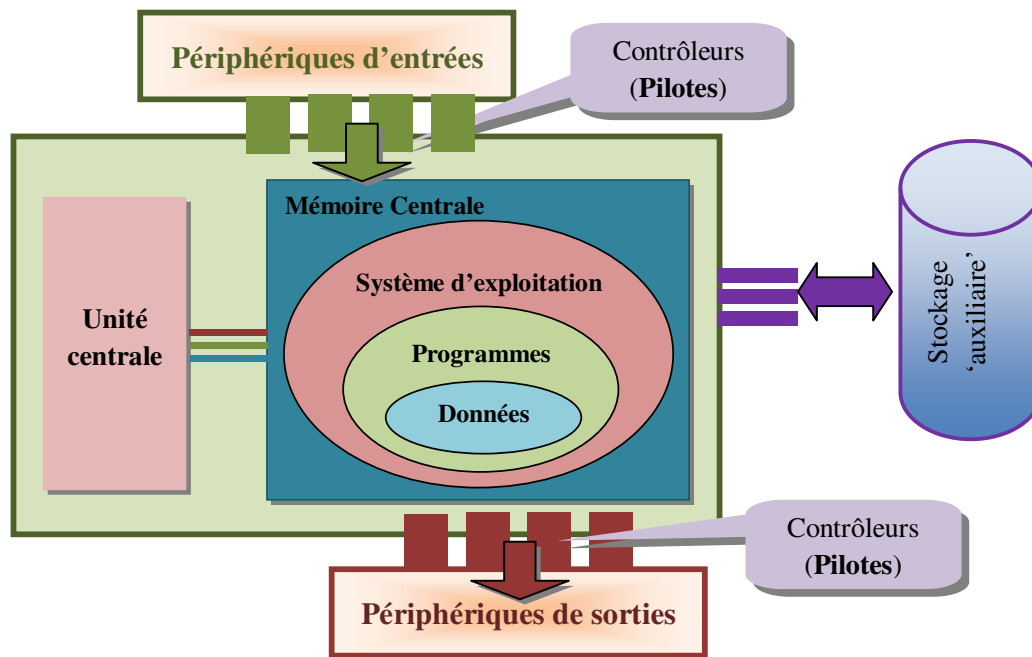 Périphériques d'entrées
Contrôleurs
(Pilotes)
Mémoire Centrale
Système d'exploitation
Unité
centrale
Programmes
Données
Stockage
‘auxiliaire’
Contrôleurs
(Pilotes)
Périphériques de sorties